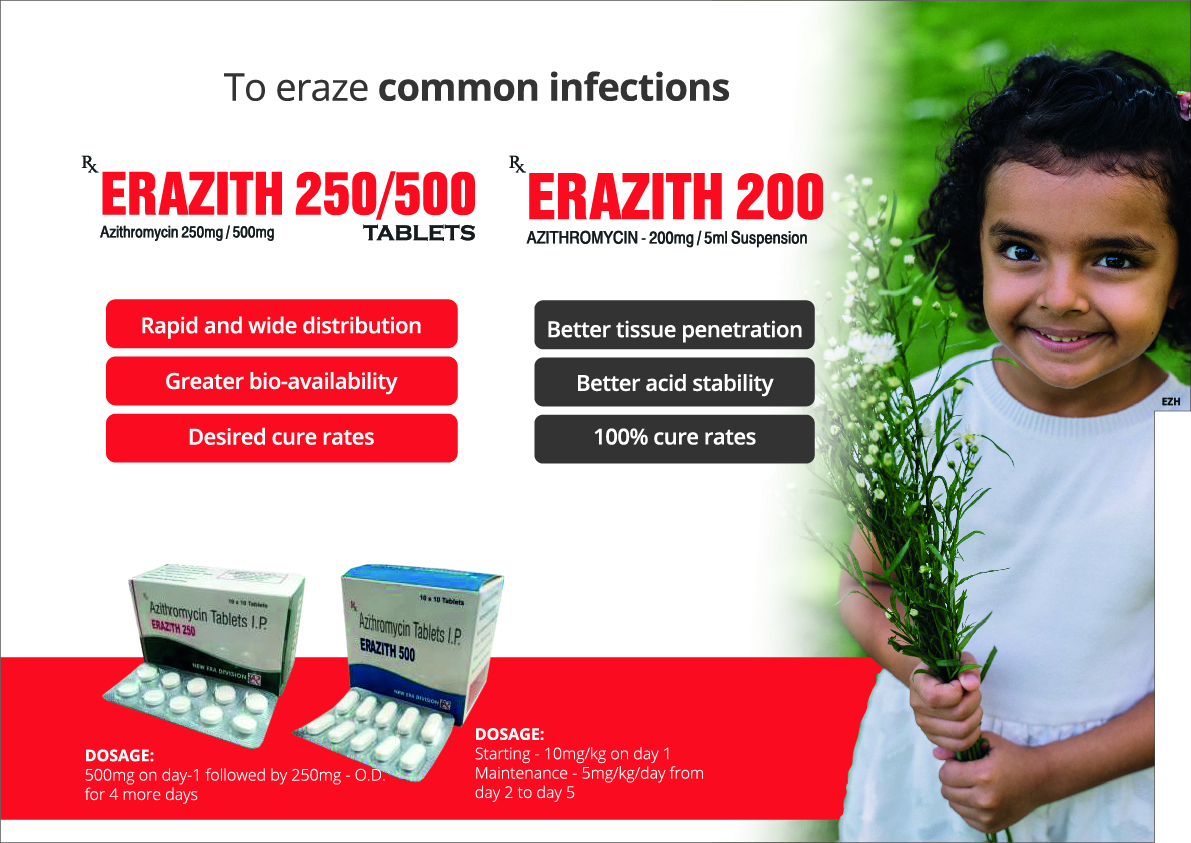 To eraze common infections
Rx
ERAZITH 250/500
Azithromycin 250mg / 500mg
TABLETS
Rx
ERAZITH 200
AZITHROMYCIN - 200mg / 5ml Suspension
Rapid and wide distribution
Greater bio-availability
Desired cure rates
Better tissue penetration
Better acid stability
100% cure rates
EZH
10 x 10 Tablets
Rx
Azithromycin Tablets I.P.
ERAZITH 250
NEW ERA DIVISION
10 x 10 Tablets
Rx
Azithromycin Tablets I.P.
ERAZITH 500
NEW ERA DIVISION
DOSAGE:
500mg on day-1 followed by 250mg - O.D.
for 4 more days
DOSAGE:
Starting - 10mg/kg on day 1
Maintenance - 5mg/kg/day from
day 2 to day 5